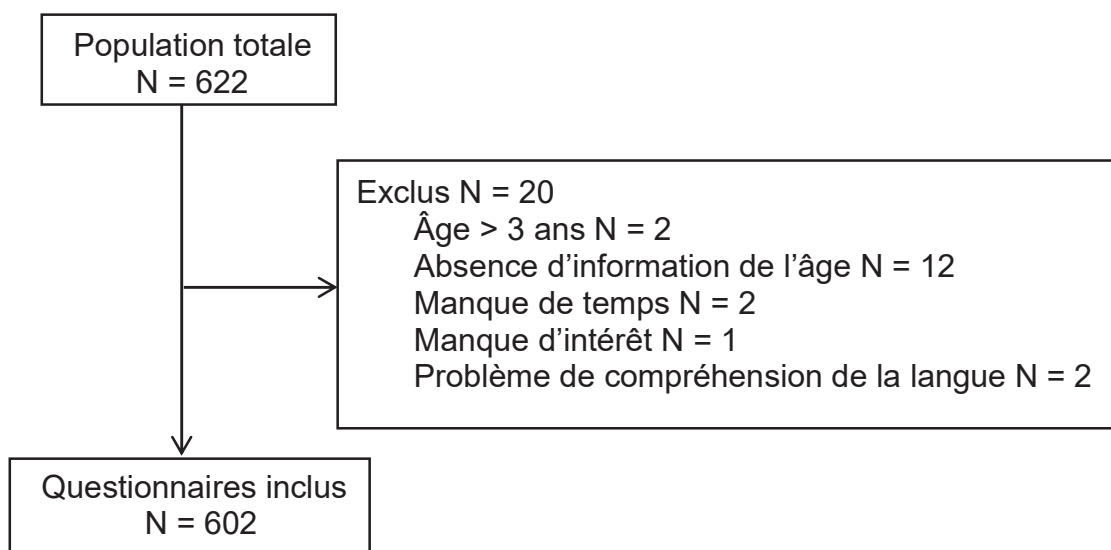 Population totale
N = 622
Exclus N = 20
Âge > 3 ans N = 2
Absence d’information de l’âge N = 12
Manque de temps N = 2
Manque d’intérêt N = 1
Problème de compréhension de la langue N = 2
Questionnaires inclus
N = 602